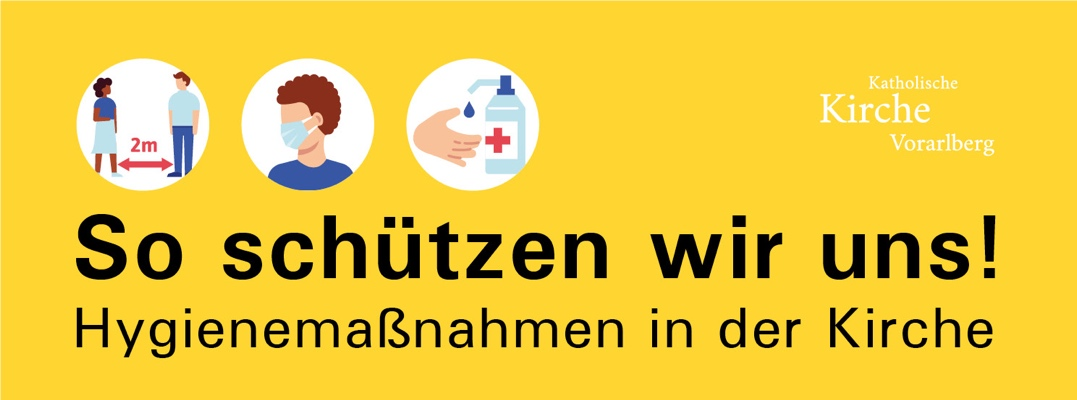 2m
Katholische
Kirche
Vorarlberg
So schützen wir uns!
Hygienemaßnahmen in der Kirche